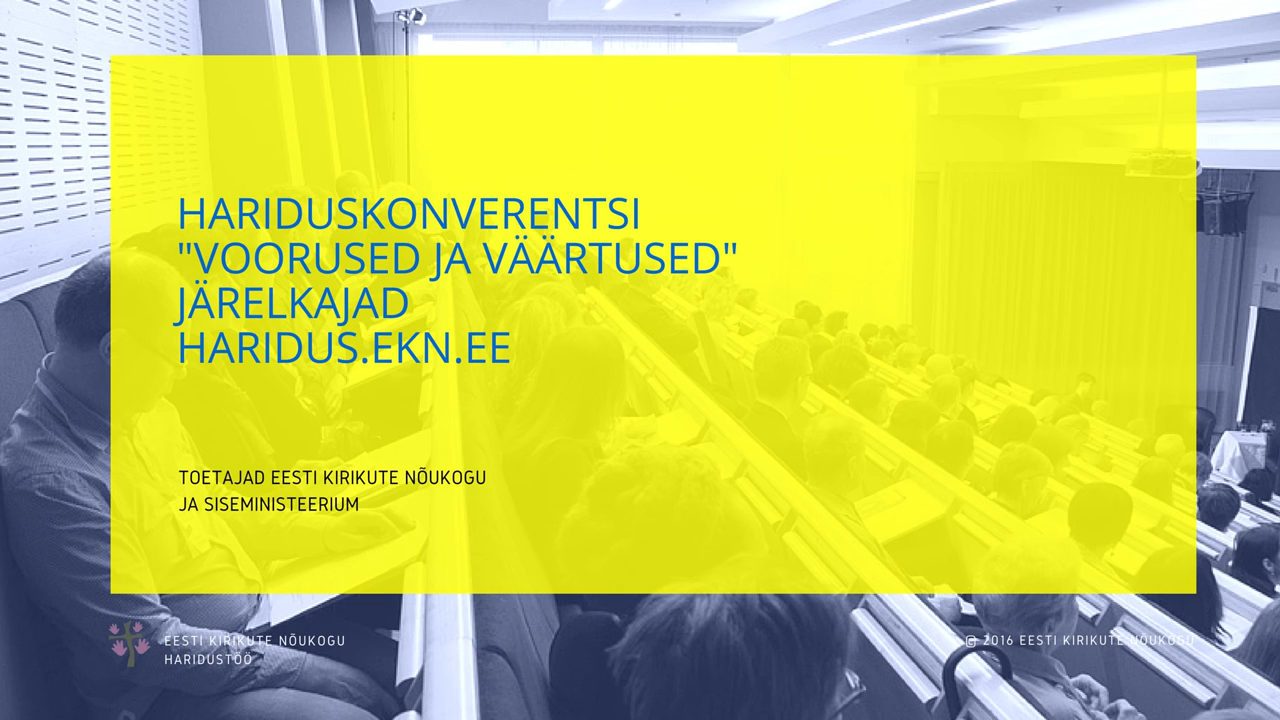 HARIDUSKONVERENTSI
"VOORUSED JA VÄÄRTUSED"
JÄRELKAJAD
HARIDUS.EKN.EE
TOETAJAD EESTI KIRIKUTE NÕUKOGU
JA SISEMINISTEERIUM
EESTI KIRIKUTE NÕUKOGU
HARIDUSTÖÖ
@ 2016 EESTI KIRIKUTE NÕUKOGU